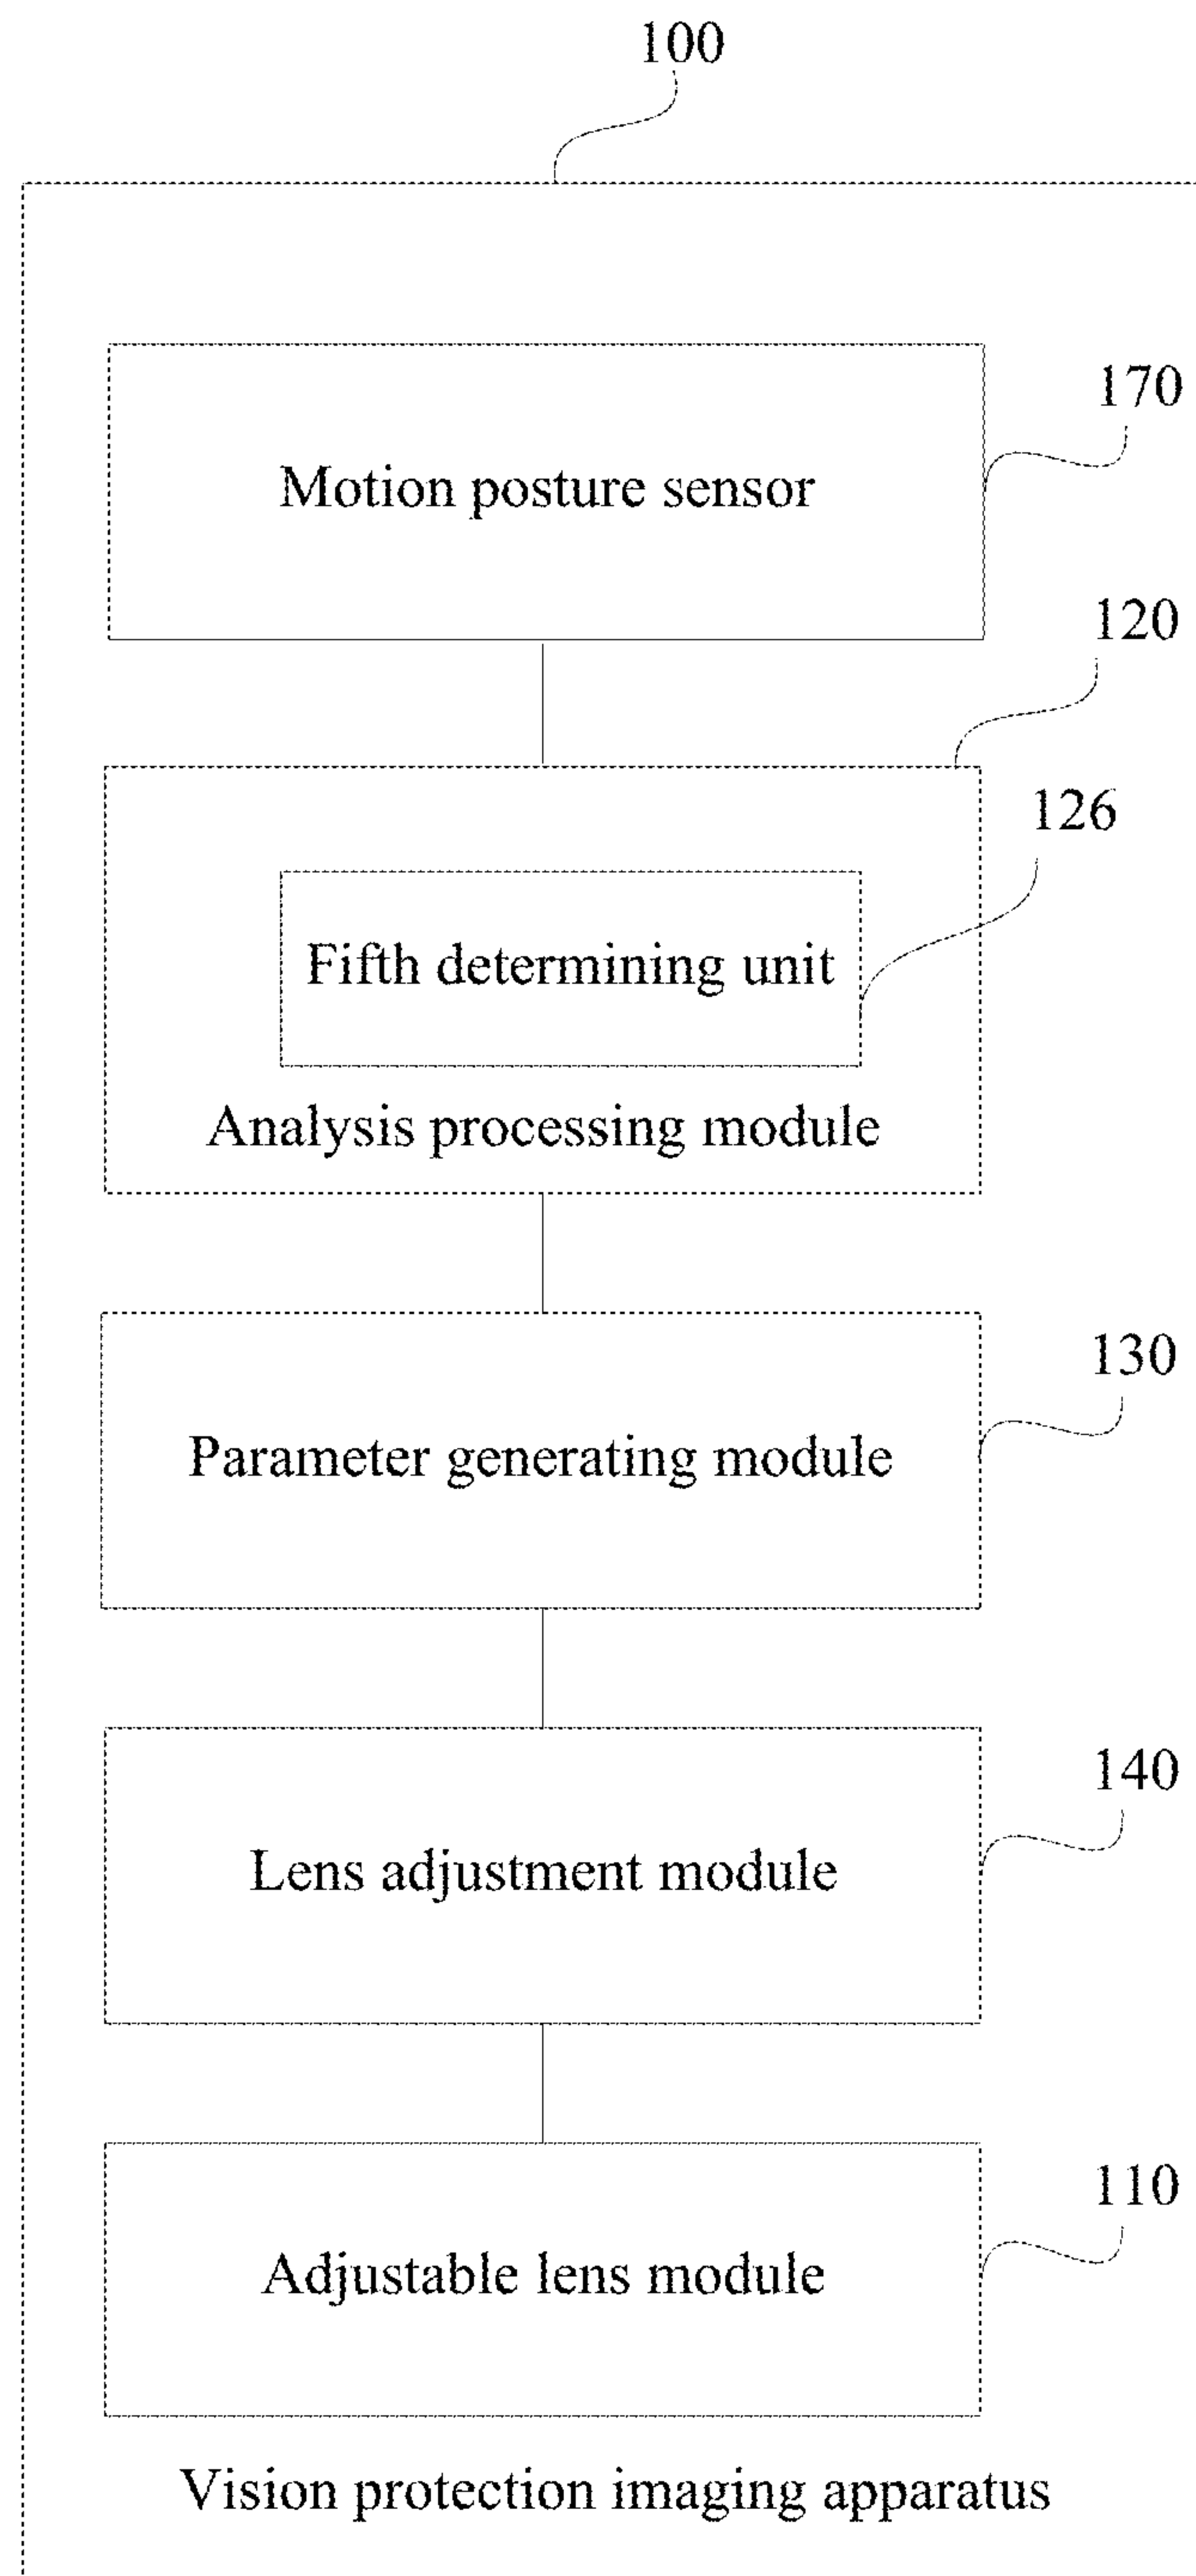 100
170
Motion posture sensor
120
126
Fifth determining unit
Analysis processing module
130
Parameter generating module
140
Lens adjustment module
110
Adjustable lens module
Vision protection imaging apparatus